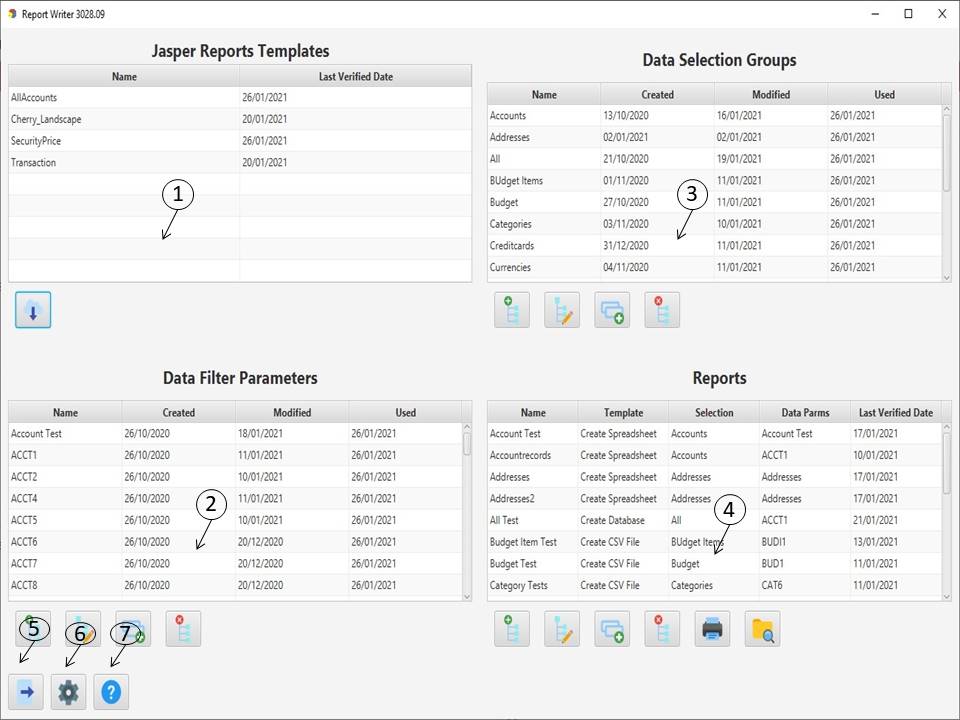 Report Writer 3028.09
Jasper Reports Templates
Name Last Verified Date
AllAccounts 26/01/2021
Cherry_Landscape 20/01/2021
SecurityPrice 26/01/2021
Transaction 20/01/2021
1
Data Selection Groups
Name Created Modified Used
Accounts 13/10/2020 16/01/2021 26/01/2021
Addresses 02/01/2021 02/01/2021 26/01/2021
All 21/10/2020 19/01/2021 26/01/2021
BUdget Items 01/11/2020 11/01/2021 26/01/2021
Budget 27/10/2020 11/01/2021 26/01/2021
Categories 03/11/2020 10/01/2021 26/01/2021
Creditcards 31/12/2020 11/01/2021 26/01/2021
Currencies 04/11/2020 11/01/2021 26/01/2021
3
Data Filter Parameters
Name Created Modified Used
Account Test 26/10/2020 18/01/2021 26/01/2021
ACCT1 26/10/2020 11/01/2021 26/01/2021
ACCT2 26/10/2020 10/01/2021 26/01/2021
ACCT4 26/10/2020 11/01/2021 26/01/2021
ACCT5 26/10/2020 10/01/2021 26/01/2021
ACCT6 26/10/2020 20/12/2020 26/01/2021
ACCT7 26/10/2020 20/12/2020 26/01/2021
ACCT8 26/10/2020 20/12/2020 26/01/2021
2
Reports
Name Template Selection Data Parms Last Verified Date
Account Test Create Spreadsheet Accounts Account Test 17/01/2021
Accountrecords Create Spreadsheet Accounts ACCT1 10/01/2021
Addresses Create Spreadsheet Addresses Addresses 17/01/2021
Addresses2 Create Spreadsheet Addresses Addresses 17/01/2021
All Test Create Database All ACCT1 21/01/2021
Budget Item Test Create CSV File BUdget Items BUDI1 13/01/2021
Budget Test Create CSV File Budget BUD1 11/01/2021
Category Tests Create CSV File Categories CAT6 11/01/2021
4
5 6 7
?